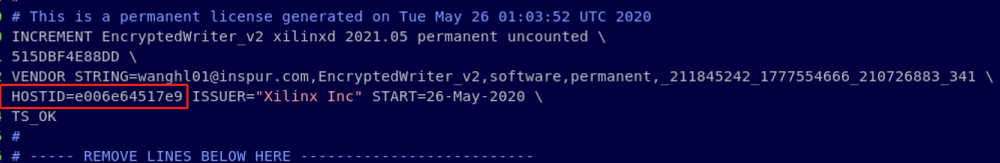 #
# This is a permanent license generated on Tue May 26 01:03:52 UTC 2020
INCREMENT EncryptedWriter_v2 xilinxd 2021.05 permanent uncounted \
515DBF4E88DD \
VENDOR_STRING=wanghl01@inspur.com,EncryptedWriter_v2,software,permanent,_211845242_1777554666_210726883_341 \
HOSTID=e006e64517e9 ISSUER="Xilinx Inc" START=26-May-2020 \
TS_OK
#
# ----- REMOVE LINES BELOW HERE --------------------------